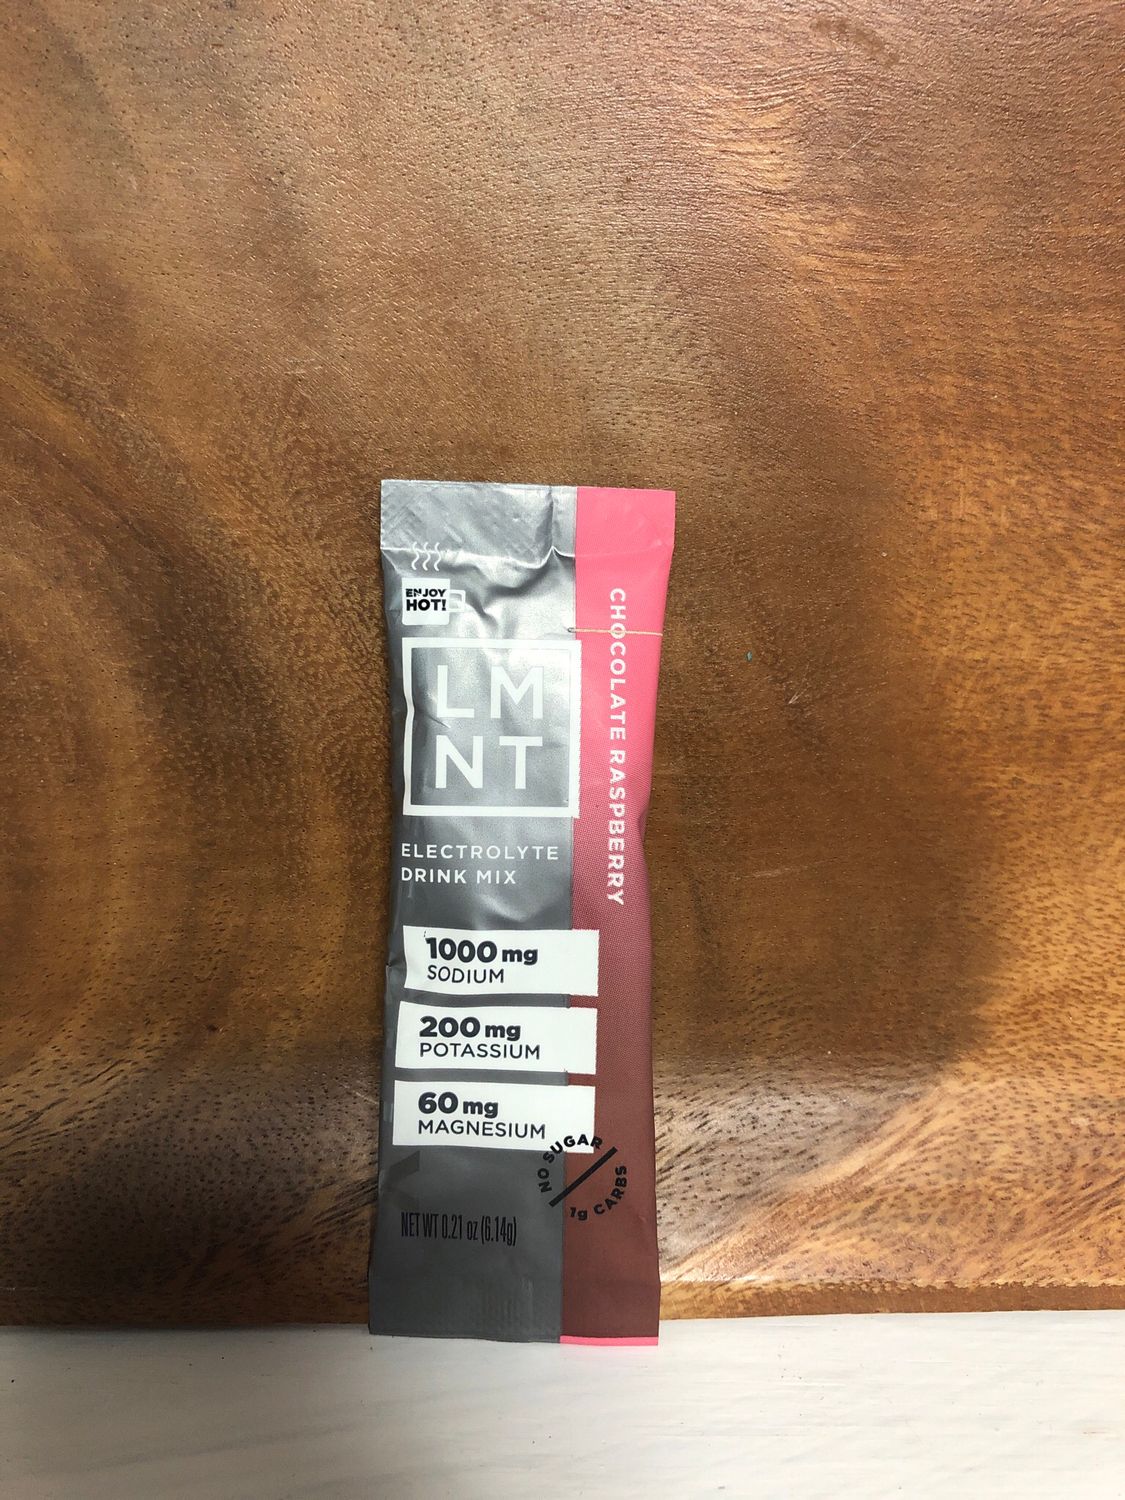 ENJOY
HOT!
LM
NT
CHOCOLATE RASPBERRY
ELECTROLYTE
DRINK MIX
1000 mg
SODIUM
200 mg
POTASSIUM
60 mg
MAGNESIUM
NO SUGAR
1g CARBS
NET WT 0.21 oz (6.14g)